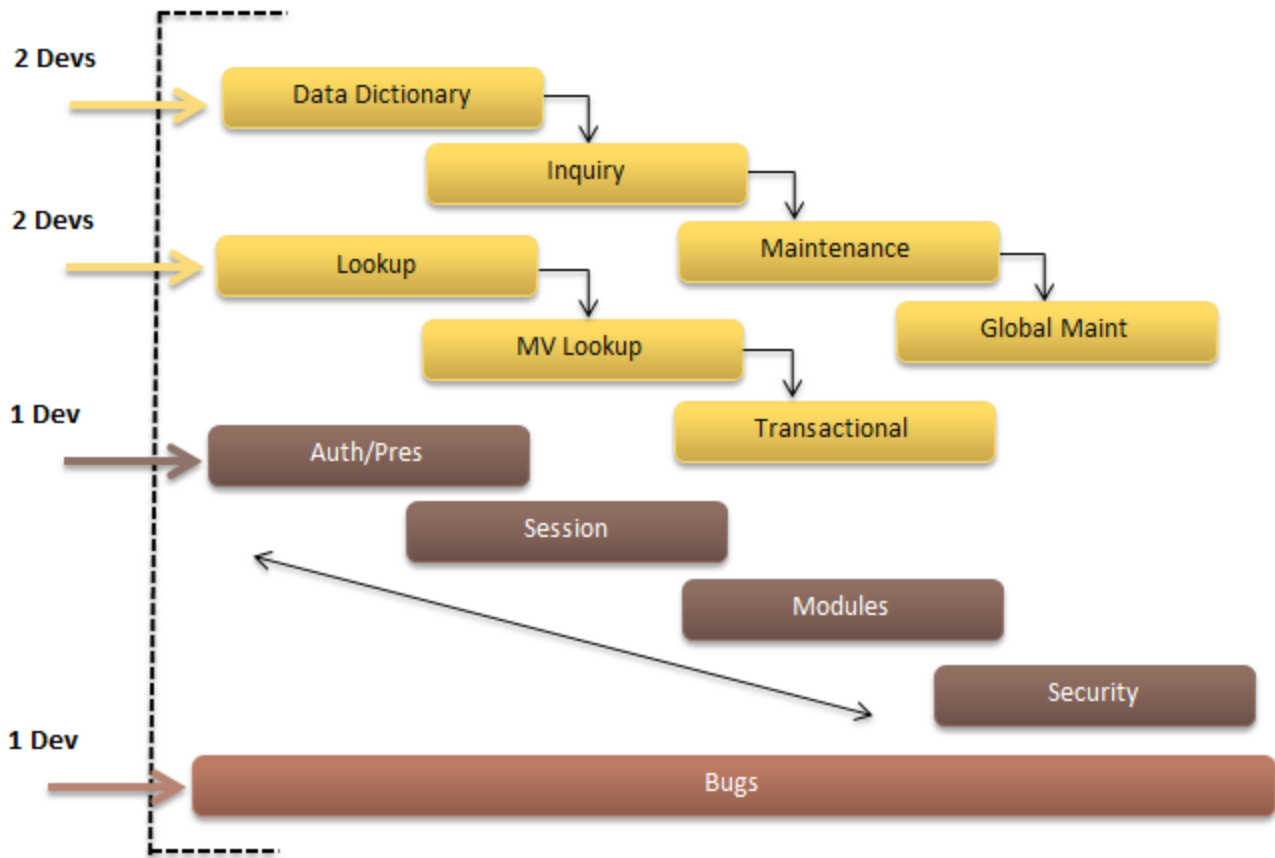 2 Devs
Data Dictionary
Inquiry
2 Devs
Maintenance
Lookup
Global Maint
MV Lookup
1 Dev
Transactional
Auth/Pres
Session
Modules
Security
1 Dev
Bugs